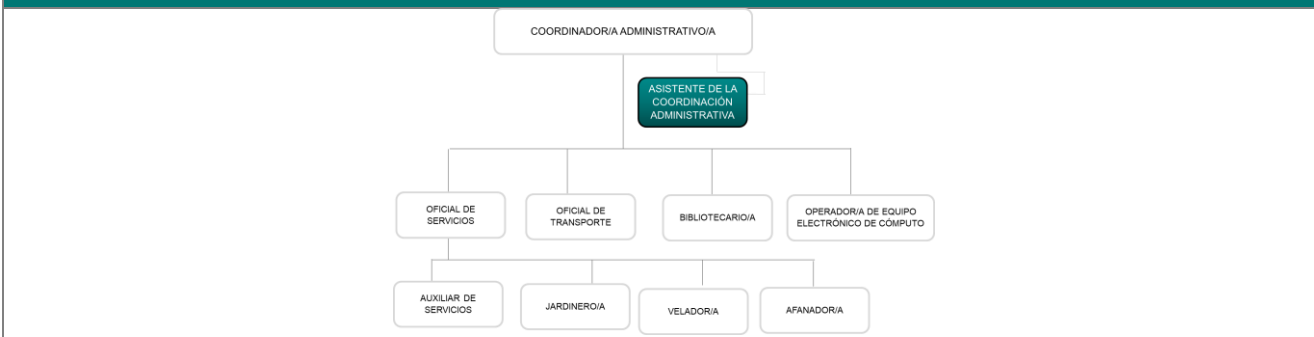 COORDINADOR/A ADMINISTRATIVO/A
ASISTENTE DE LA
COORDINACIÓN
ADMINISTRATIVA
OFICIAL DE
SERVICIOS
OFICIAL DE
TRANSPORTE
BIBLIOTECARIO/A
OPERADOR/A DE EQUIPO
ELECTRÓNICO DE CÓMPUTO
AUXILIAR DE
SERVICIOS
JARDINERO/A
VELADOR/A
AFANADOR/A